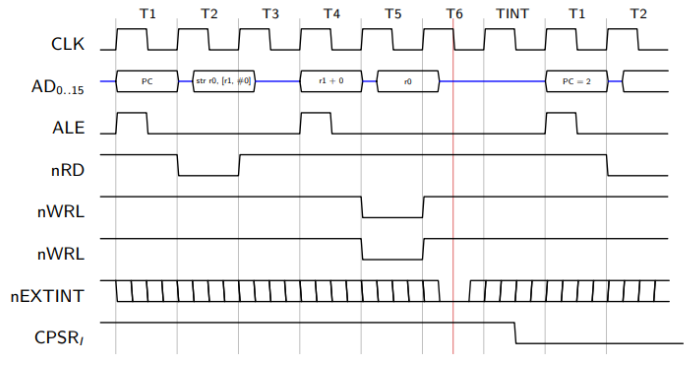 T1 T2 T3 T4 T5 T6 TINT T1 T2
CLK
AD0..15 PC str r0, [r1, #0] r1 + 0 r0 PC = 2
ALE
nRD
nWRL
nWRL
nEXTINT
CPSRI